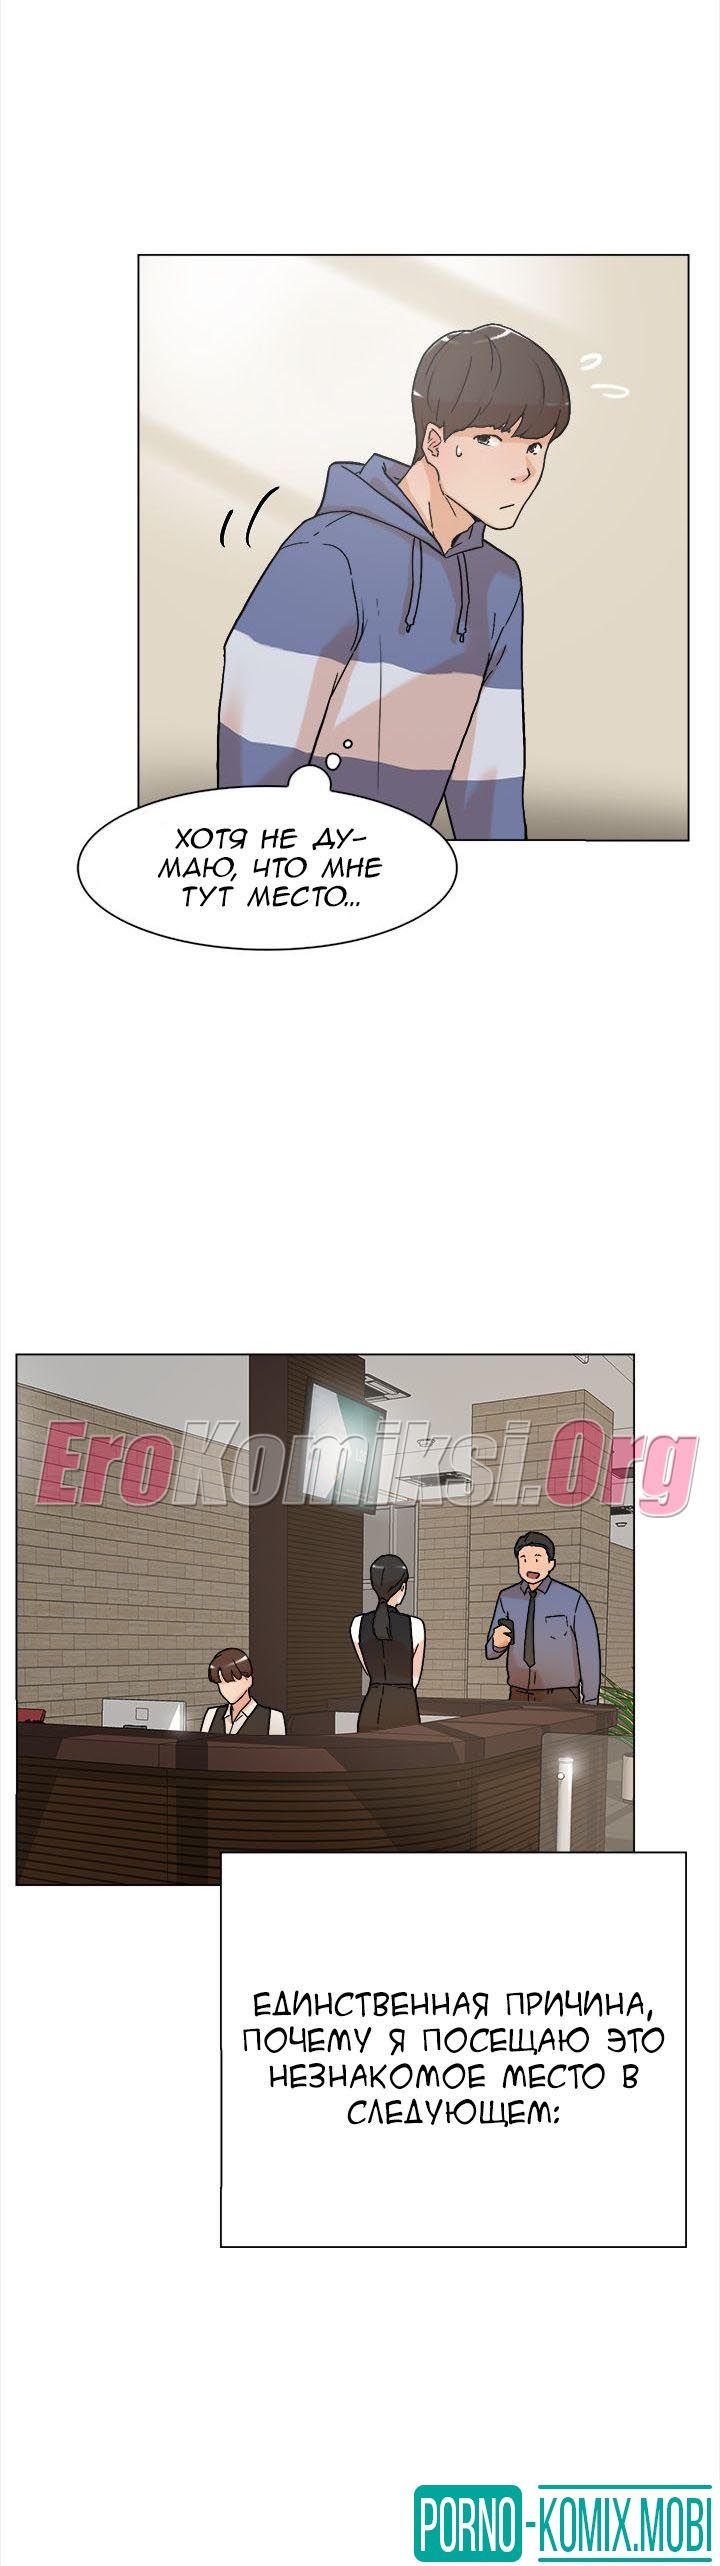 ХОТЯ НЕ ДУ-
МАЮ, ЧТО МНЕ
ТУТ МЕСТО...
EroKomiksi.Org
ЕДИНСТВЕННАЯ ПРИЧИНА,
ПОЧЕМУ Я ПОСЕЩАЮ ЭТО
НЕЗНАКОМОЕ МЕСТО В
СЛЕДУЮЩЕМ:
PORNO-KOMIX.MOBI